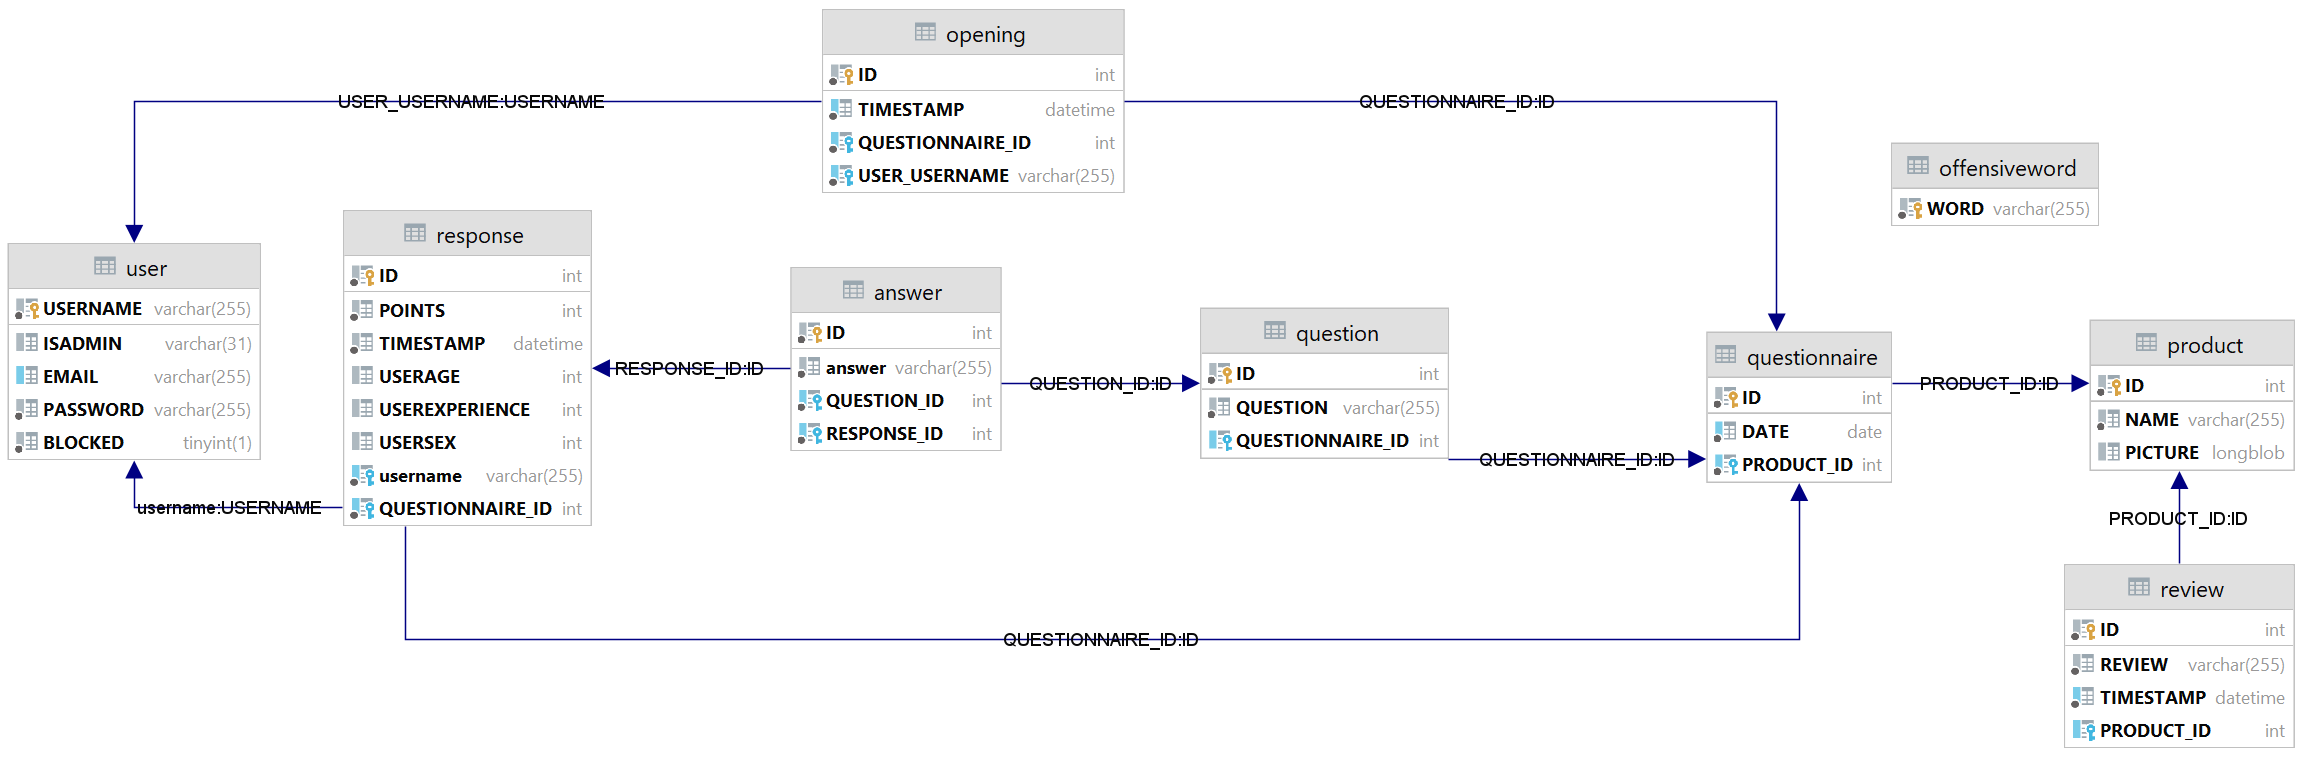 opening
ID int
TIMESTAMP datetime
QUESTIONNAIRE_ID int
USER_USERNAME varchar(255)
USER_USERNAME:USERNAME
QUESTIONNAIRE_ID:ID
offensiveword
WORD varchar(255)
user
USERNAME varchar(255)
ISADMIN varchar(31)
EMAIL varchar(255)
PASSWORD varchar(255)
BLOCKED tinyint(1)
username:USERNAME
response
ID int
POINTS int
TIMESTAMP datetime
USERAGE int
USEREXPERIENCE int
USERSEX int
username varchar(255)
QUESTIONNAIRE_ID int
RESPONSE_ID:ID
answer
ID int
answer varchar(255)
QUESTION_ID int
RESPONSE_ID int
QUESTION_ID:ID
question
ID int
QUESTION varchar(255)
QUESTIONNAIRE_ID int
QUESTIONNAIRE_ID:ID
questionnaire
ID int
DATE date
PRODUCT_ID int
PRODUCT_ID:ID
product
ID int
NAME varchar(255)
PICTURE longblob
PRODUCT_ID:ID
review
ID int
REVIEW varchar(255)
TIMESTAMP datetime
PRODUCT_ID int
QUESTIONNAIRE_ID:ID